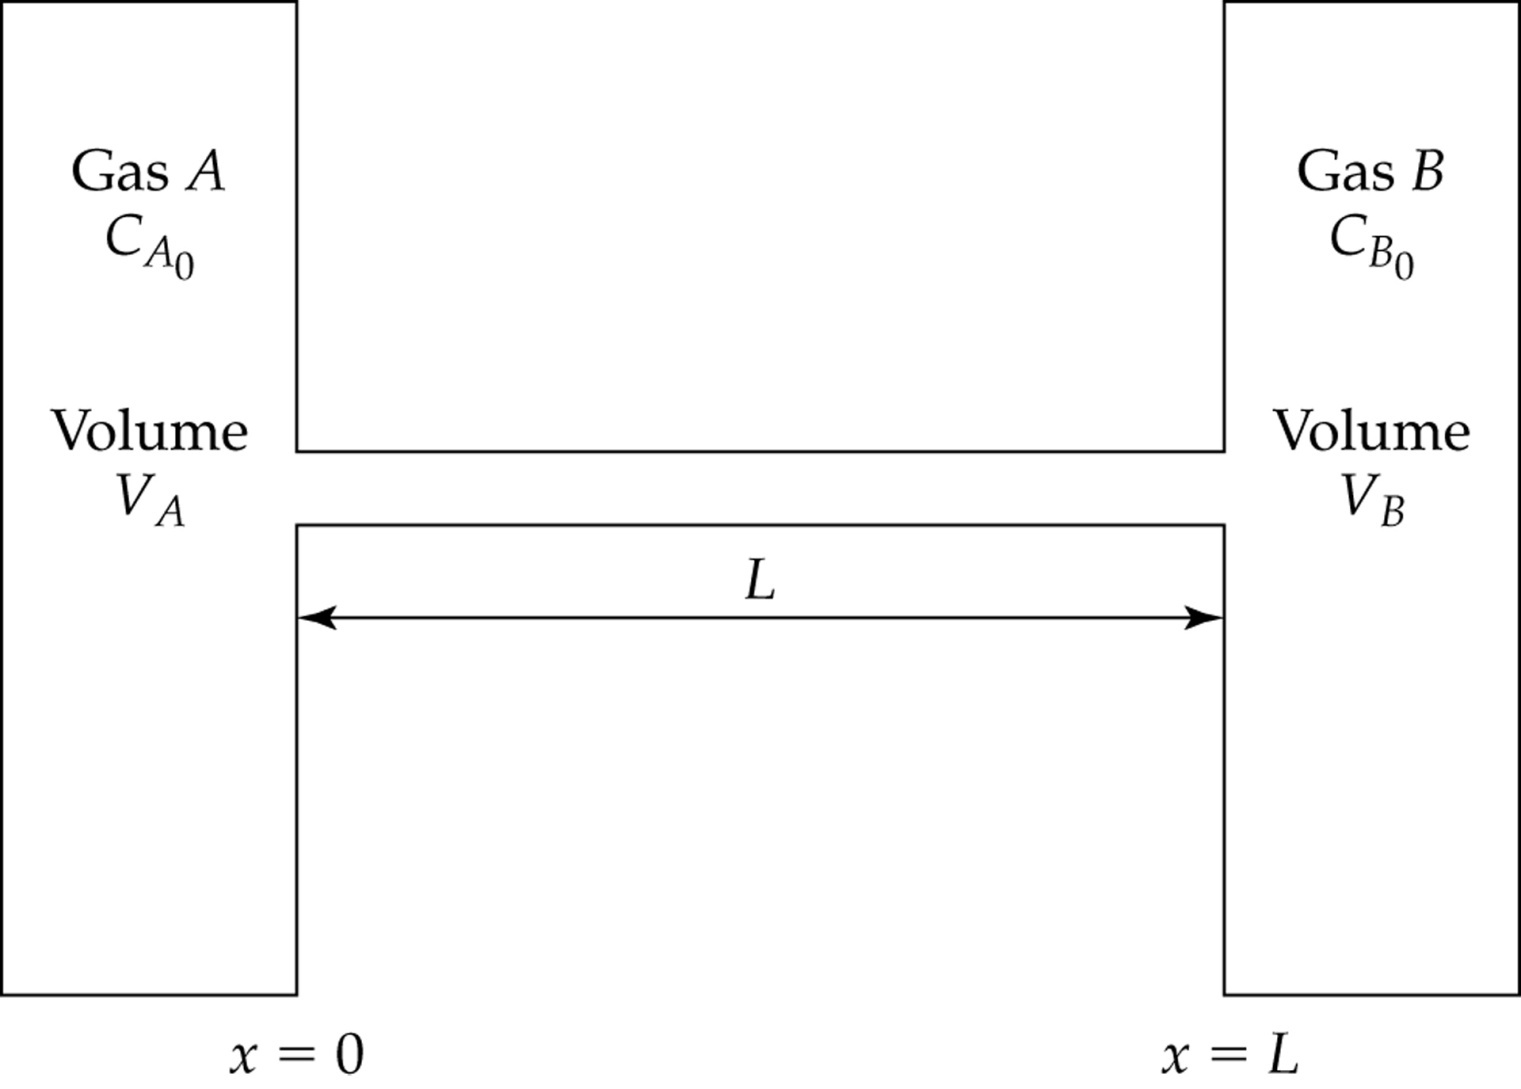 Gas A
C_{A_0}
Volume
V_A
Gas B
C_{B_0}
Volume
V_B
L
x = 0
x = L